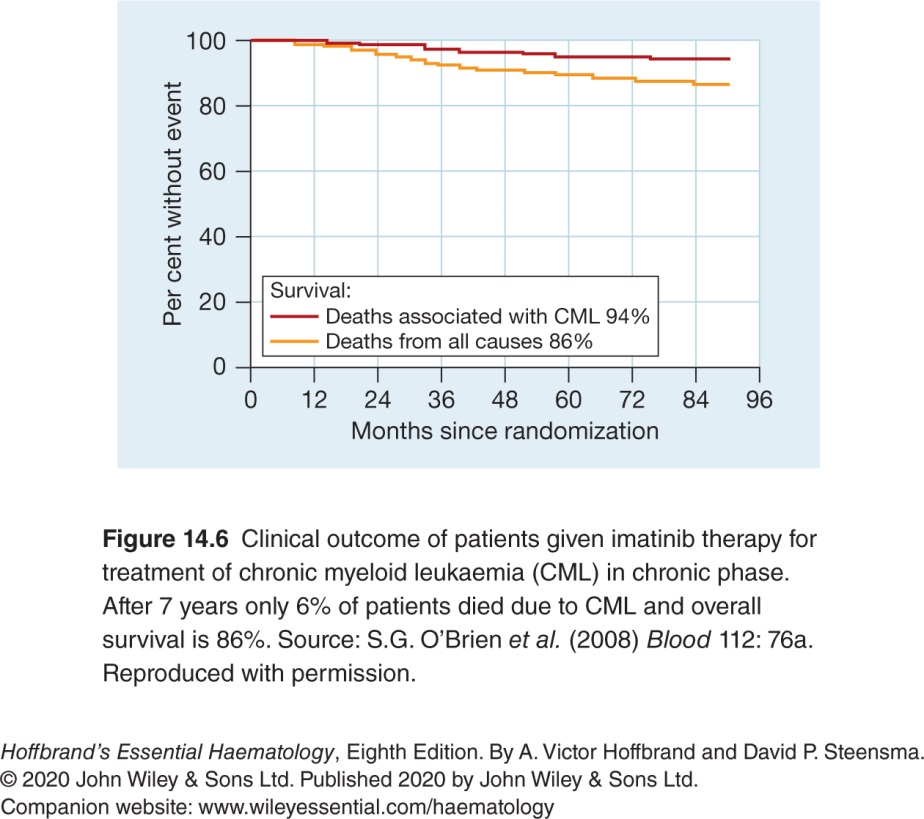 100
80
60
40
20
0
Per cent without event
Survival:
Deaths associated with CML 94%
Deaths from all causes 86%
0 12 24 36 48 60 72 84 96
Months since randomization
Figure 14.6 Clinical outcome of patients given imatinib therapy for
treatment of chronic myeloid leukaemia (CML) in chronic phase.
After 7 years only 6% of patients died due to CML and overall
survival is 86%. Source: S.G. O’Brien et al. (2008) Blood 112: 76a.
Reproduced with permission.
Hoffbrand’s Essential Haematology, Eighth Edition. By A. Victor Hoffbrand and David P. Steensma.
© 2020 John Wiley & Sons Ltd. Published 2020 by John Wiley & Sons Ltd.
Companion website: www.wileyessential.com/haematology